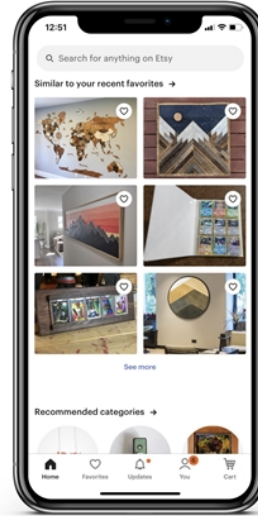 12:51
Search for anything on Etsy
Similar to your recent favorites →
See more
Recommended categories →
Home Favorites Updates You Cart